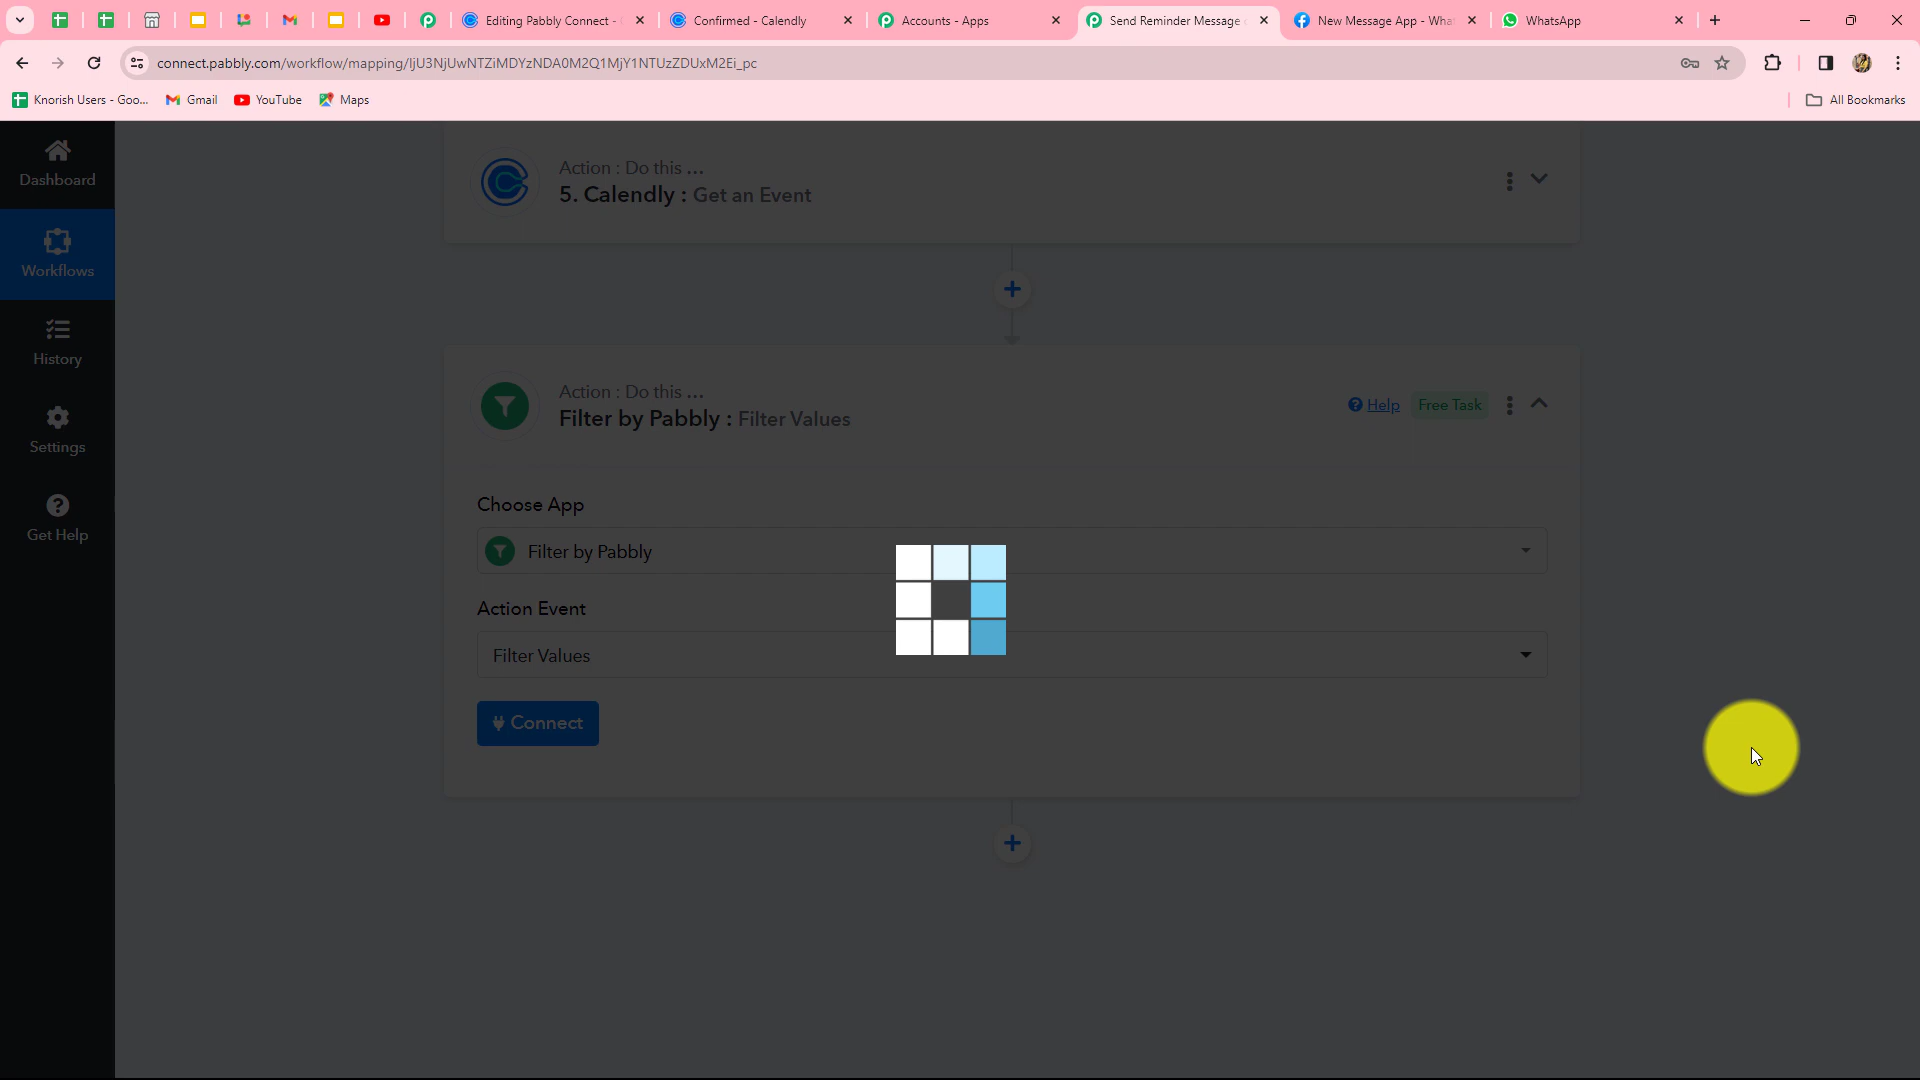 Editing Pabbly Connect -
Confirmed - Calendly
Accounts - Apps
Send Reminder Message
New Message App - Wha
WhatsApp
connect.pabbly.com/workflow/mapping/IjU3NjUwNTZiMDYzNDA0M2Q1MjY1NTUzZDUxM2Ei_pc
Knorish Users - Goo...
Gmail
YouTube
Maps
All Bookmarks
Dashboard
Workflows
History
Settings
Get Help
Action : Do this ...
5. Calendly : Get an Event
Action : Do this ...
Filter by Pabbly : Filter Values
Help
Free Task
Choose App
Filter by Pabbly
Action Event
Filter Values
Connect